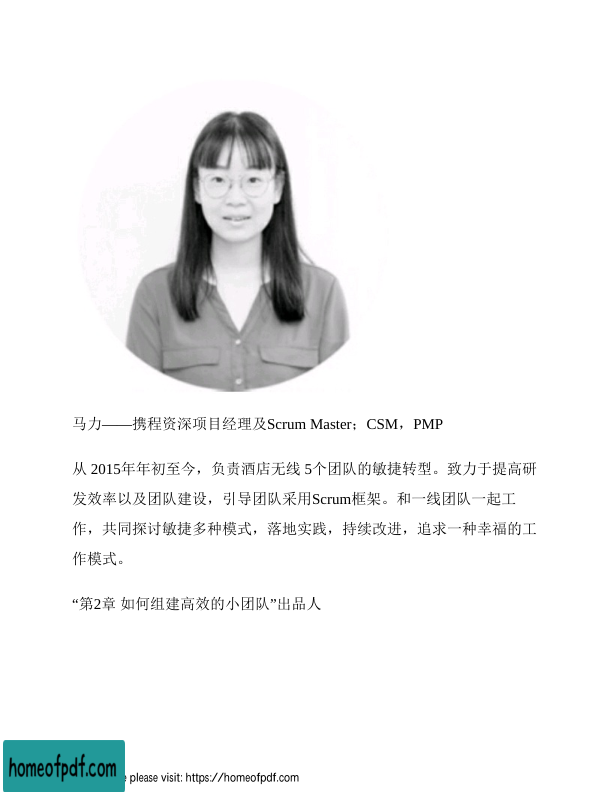 马力——携程资深项目经理及Scrum Master；CSM，PMP
从 2015年年初至今，负责酒店无线 5个团队的敏捷转型。致力于提高研
发效率以及团队建设，引导团队采用Scrum框架。和一线团队一起工
作，共同探讨敏捷多种模式，落地实践，持续改进，追求一种幸福的工
作模式。
“第2章 如何组建高效的小团队”出品人
homeofpdf.com
e please visit: https://homeofpdf.com